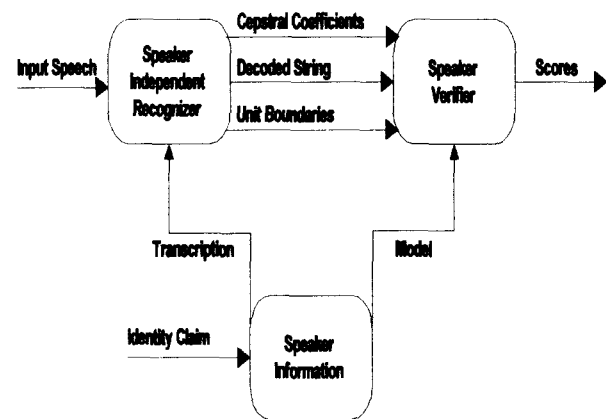 Cepstral Coefficients
Input Speech
Speaker
Independent
Recognizer
Decoded String
Speaker
Verifier
Scores
Unit Boundaries
Transcription
Model
Identity Claim
Speaker
Information